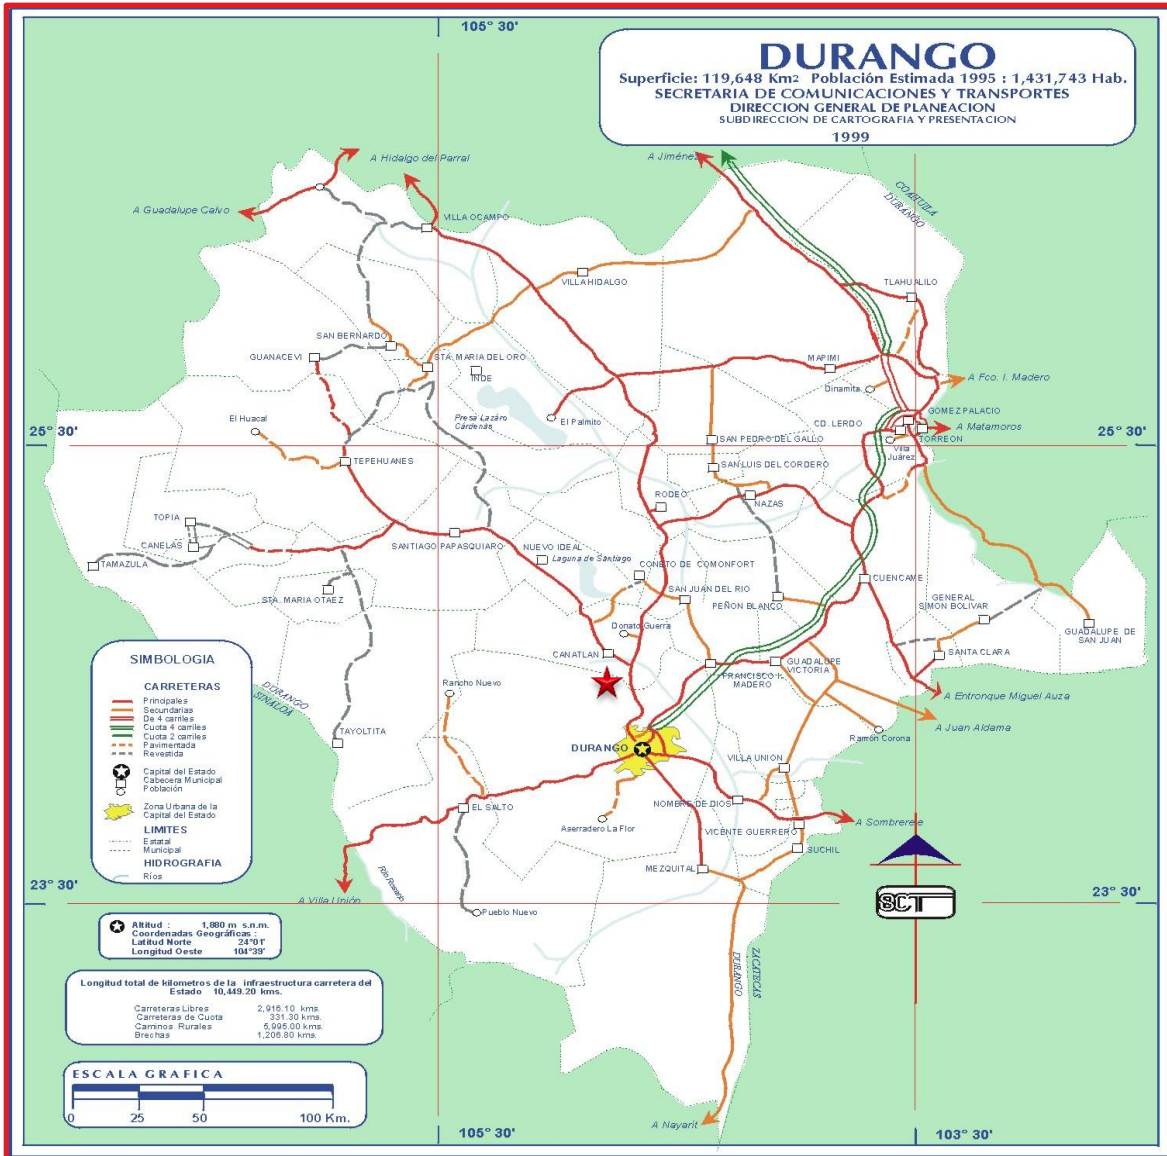 105° 30'
DURANGO
Superficie: 119,648 Km2 Población Estimada 1995 : 1,431,743 Hab.
SECRETARIA DE COMUNICACIONES Y TRANSPORTES
DIRECCION GENERAL DE PLANEACION
SUBDIRECCION DE CARTOGRAFIA Y PRESENTACION
1999
A Hidalgo del Parral
A Jiménez
COAHUILA
DURANGO
A Guadalupe Calvo
VILLA OCAMPO
VILLA HIDALGO
TLAHUALILO
SAN BERNARDO
GUANACEVI
STA. MARIA DEL ORO
INDE
MAPIMI
A Fco. I. Madero
Dinamita
El Huacal
Presa Lazáro
Cárdenas
El Palmito
GOMEZ PALACIO
CD. LERDO
A Matamoros
25° 30'
SAN PEDRO DEL GALLO
TORREON
25° 30'
Villa
Juárez
TEPEHUANES
SAN LUIS DEL CORDERO
RODEO
NAZAS
TOPIA
CANELAS
SANTIAGO PAPASQUIARO
NUEVO IDEAL
Laguna de Santiago
TAMAZULA
CONETO DE COMONFORT
CUENCAME
STA. MARIA OTAEZ
SAN JUAN DEL RIO
PEÑON BLANCO
GENERAL
SIMON BOLIVAR
Donato Guerra
GUADALUPE DE
SAN JUAN
CANATLAN
SANTA CLARA
GUADALUPE
VICTORIA
FRANCISCO I.
MADERO
Rancho Nuevo
A Entronque Miguel Auza
DURANGO
SINALOA
A Juan Aldama
Ramón Corona
TAYOLTITA
DURANGO
VILLA UNION
EL SALTO
NOMBRE DE DIOS
Aserradero La Flor
VICENTE GUERRERO
A Sombrerete
SUCHIL
MEZQUITAL
SIMBOLOGIA
CARRETERAS
Principales
Secundarias
De 4 carriles
Cuota 4 carriles
Cuota 2 carriles
Pavimentada
Revestida
Capital del Estado
Cabecera Municipal
Población
Zona Urbana de la
Capital del Estado
LIMITES
Estatal
Municipal
HIDROGRAFIA
Ríos
23° 30'
Río Rosario
A Villa Unión
Pueblo Nuevo
SCT
23° 30'
DURANGO
ZACATECAS
Altitud : 1,880 m s.n.m.
Coordenadas Geográficas :
Latitud Norte 24°01'
Longitud Oeste 104°39'
Longitud total de kilometros de la infraestructura carretera del
Estado 10,449.20 kms.
Carreteras Libres 2,916.10 kms.
Carreteras de Cuota 331.30 kms.
Caminos Rurales 5,995.00 kms.
Brechas 1,206.80 kms.
ESCALA GRAFICA
0 25 50 100 Km.
A Nayarit
105° 30'
103° 30'